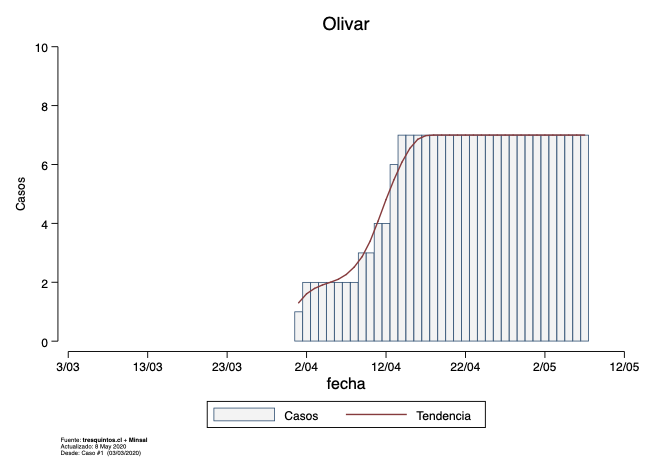 Olivar
10
8
6
4
2
0
Casos
3/03 13/03 23/03 2/04 12/04 22/04 2/05 12/05
fecha
Casos Tendencia
Fuente: tresquintos.cl + Minsal
Actualizado: 8 May 2020
Desde: Caso #1 (03/03/2020)